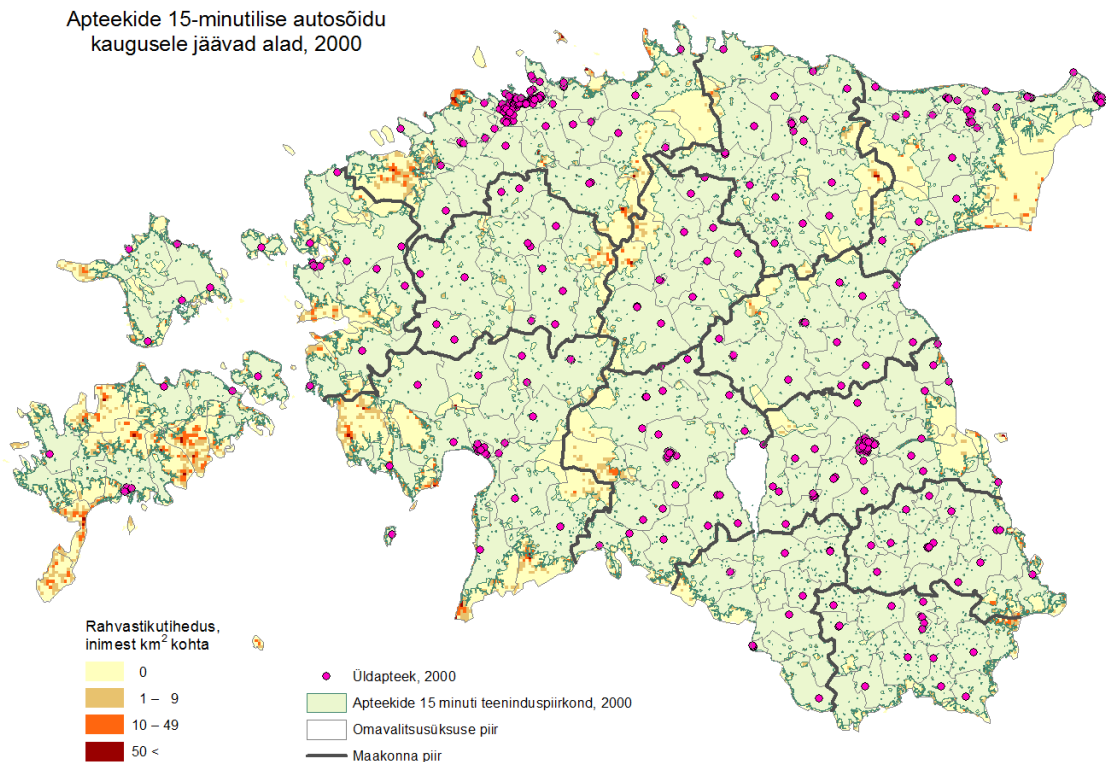 Apteekide 15-minutilise autosõidu
kaugusele jäävad alad, 2000
Rahvastikutihedus,
inimest km² kohta
0
1 – 9
10 – 49
50 <
Üldapteek, 2000
Apteekide 15 minuti teeninduspiirkond, 2000
Omavalitsusüksuse piir
Maakonna piir